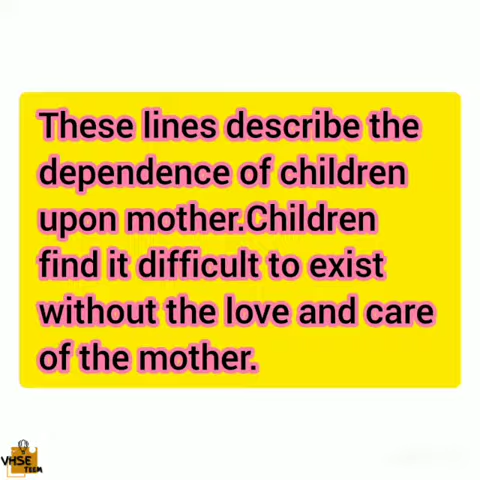 These lines describe the
dependence of children
upon mother.Children
find it difficult to exist
without the love and care
of the mother.
VHSE
TEEM